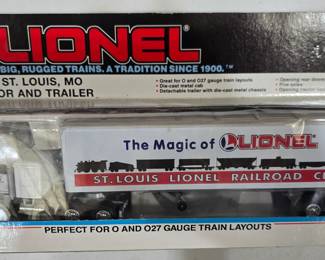 LIONEL
BIG, RUGGED TRAINS. A TRADITION SINCE 1900.™
ST. LOUIS, MO
OR AND TRAILER
• Great for O and O27 gauge train layouts
• Die-cast metal cab
• Detachable trailer with die-cast metal chassis
• Opening rear doors
The Magic of LIONEL
ST. LOUIS LIONEL RAILROAD C
PERFECT FOR O AND O27 GAUGE TRAIN LAYOUTS